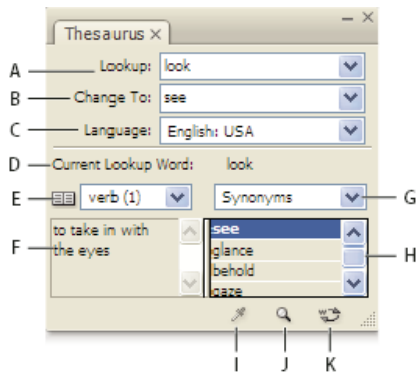 Thesaurus ×
A Lookup: look
B Change To: see
C Language: English: USA
D Current Lookup Word: look
E verb (1) Synonyms G
F to take in with the eyes
see
glance
behold
gaze
H
I J K